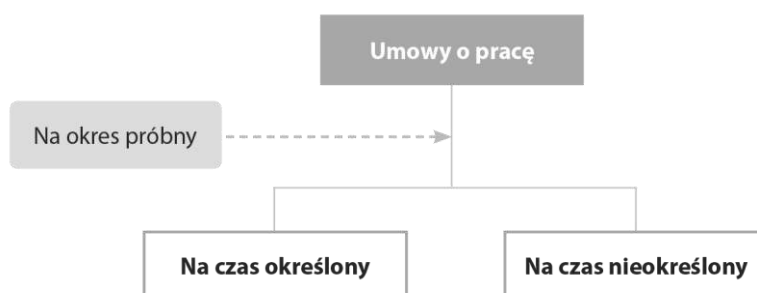 Umowy o pracę
Na okres próbny
Na czas określony
Na czas nieokreślony